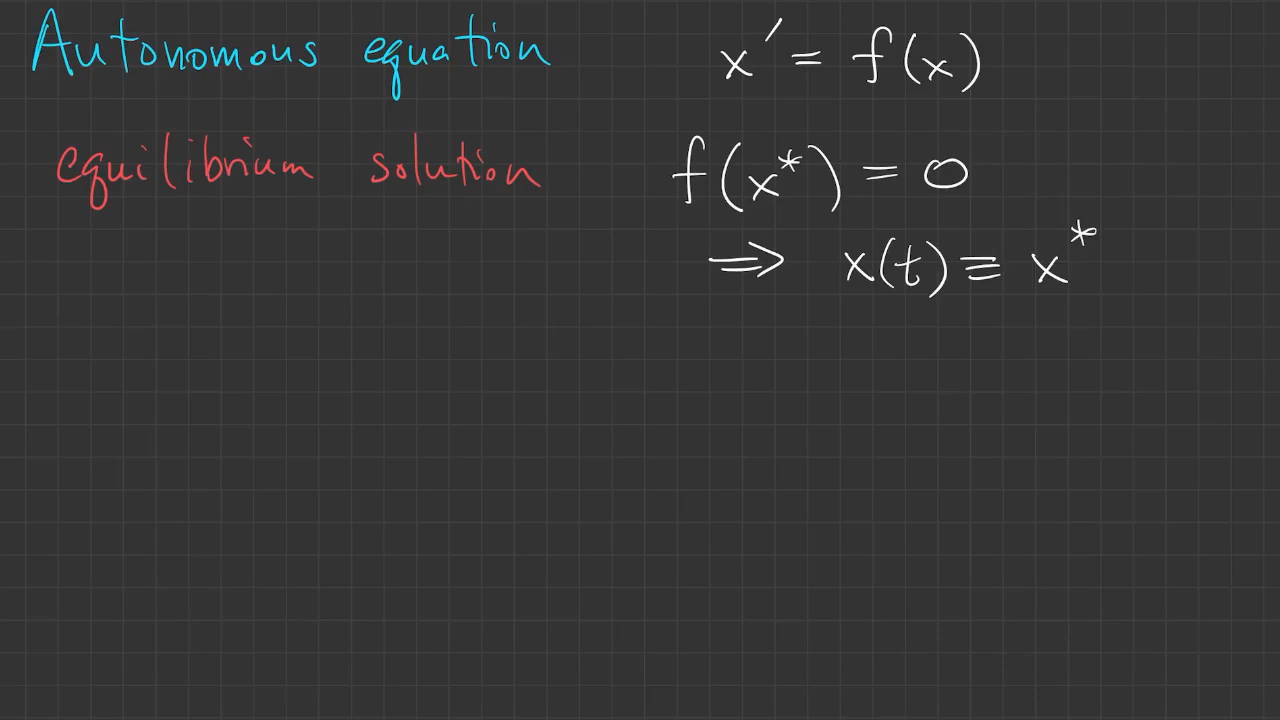 Autonomous equation x' = f(x)
equilibrium solution f(x*) = 0
⇒ x(t) ≡ x*